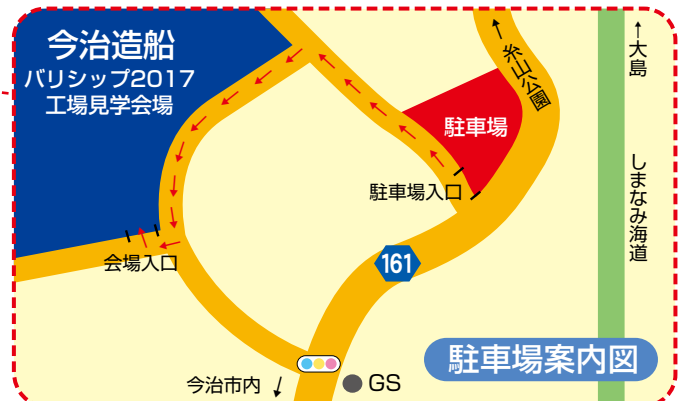 今治造船
バリシップ2017
工場見学会場
↑糸山公園
↑大島
駐車場
駐車場入口
しまなみ海道
会場入口
161
駐車場案内図
今治市内↓
GS